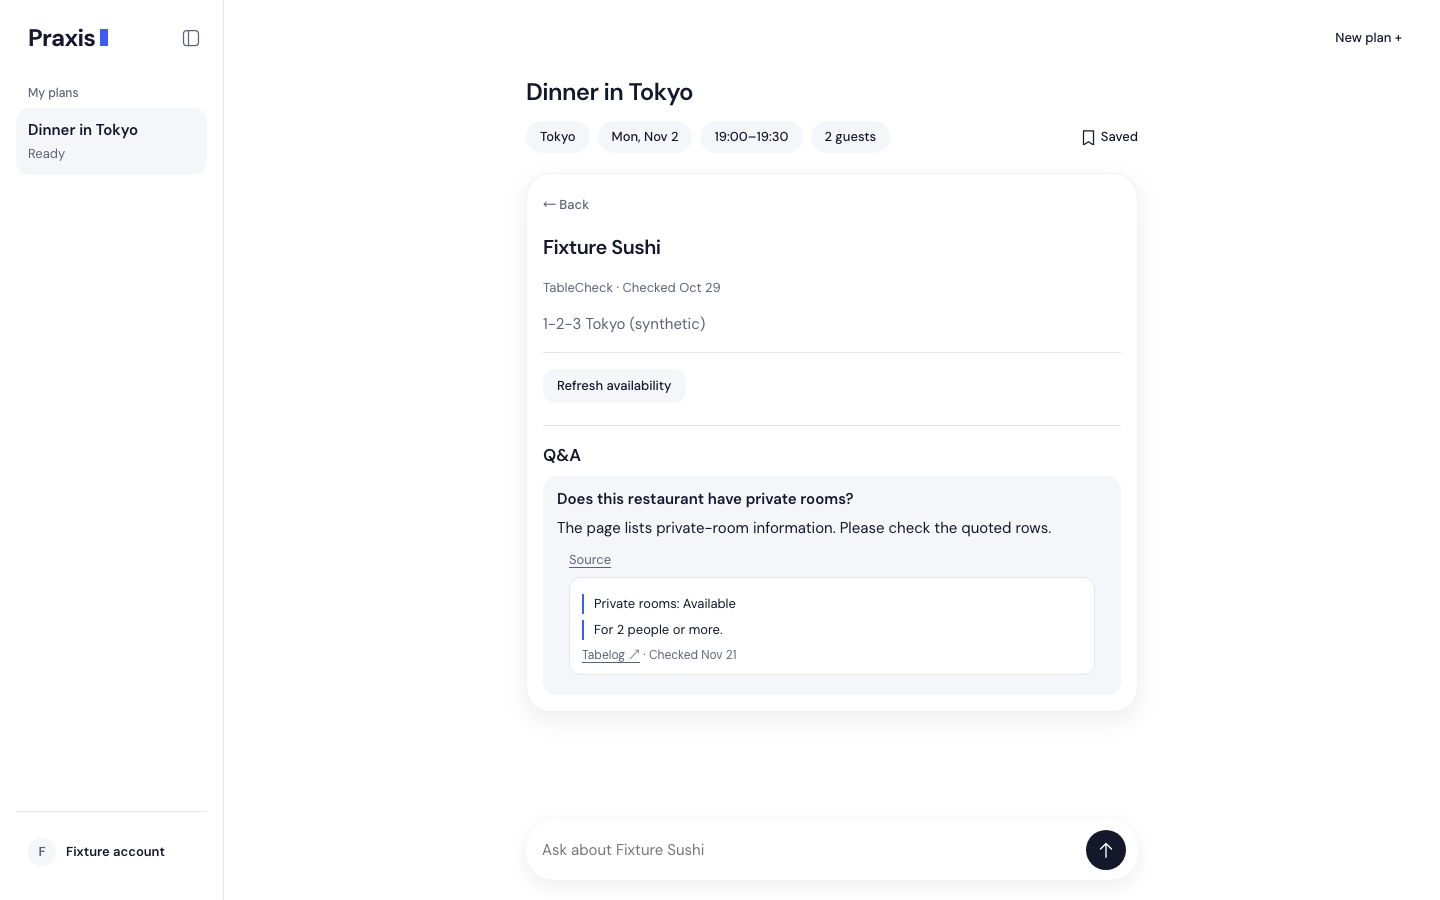 Praxis
New plan +
My plans
Dinner in Tokyo
Ready
Dinner in Tokyo
Tokyo
Mon, Nov 2
19:00–19:30
2 guests
Saved
← Back
Fixture Sushi
TableCheck · Checked Oct 29
1-2-3 Tokyo (synthetic)
Refresh availability
Q&A
Does this restaurant have private rooms?
The page lists private-room information. Please check the quoted rows.
Source
Private rooms: Available
For 2 people or more.
Tabelog ↗ · Checked Nov 21
Ask about Fixture Sushi
F Fixture account